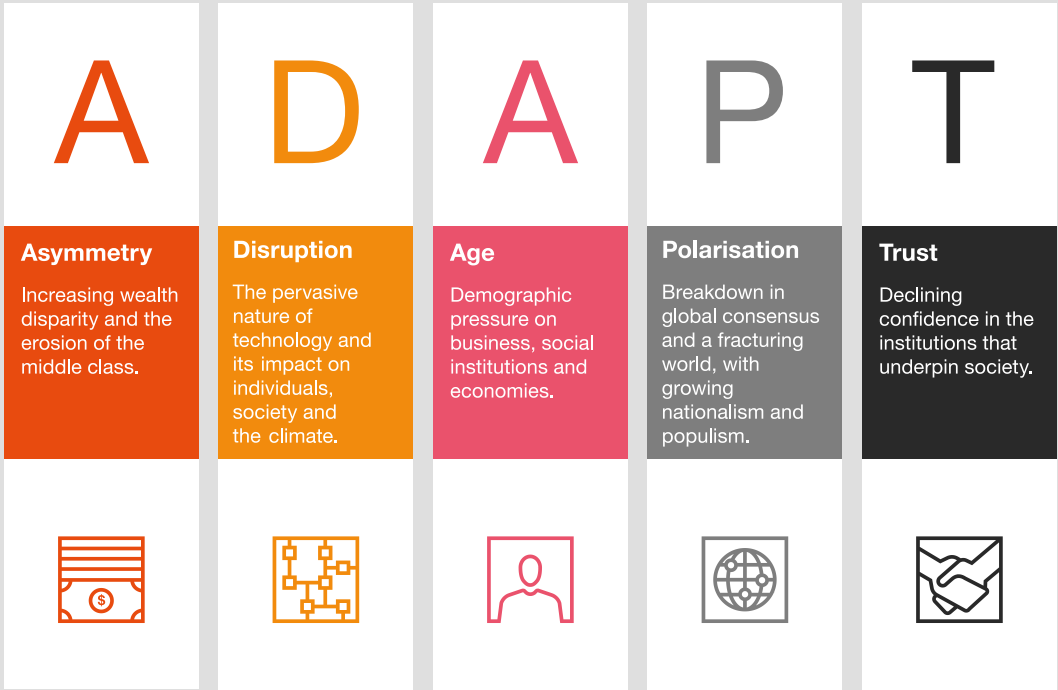 A
D
A
P
T
Asymmetry
Increasing wealth
disparity and the
erosion of the
middle class.
Disruption
The pervasive
nature of
technology and
its impact on
individuals,
society and
the climate.
Age
Demographic
pressure on
business, social
institutions and
economies.
Polarisation
Breakdown in
global consensus
and a fracturing
world, with
growing
nationalism and
populism.
Trust
Declining
confidence in the
institutions that
underpin society.
$